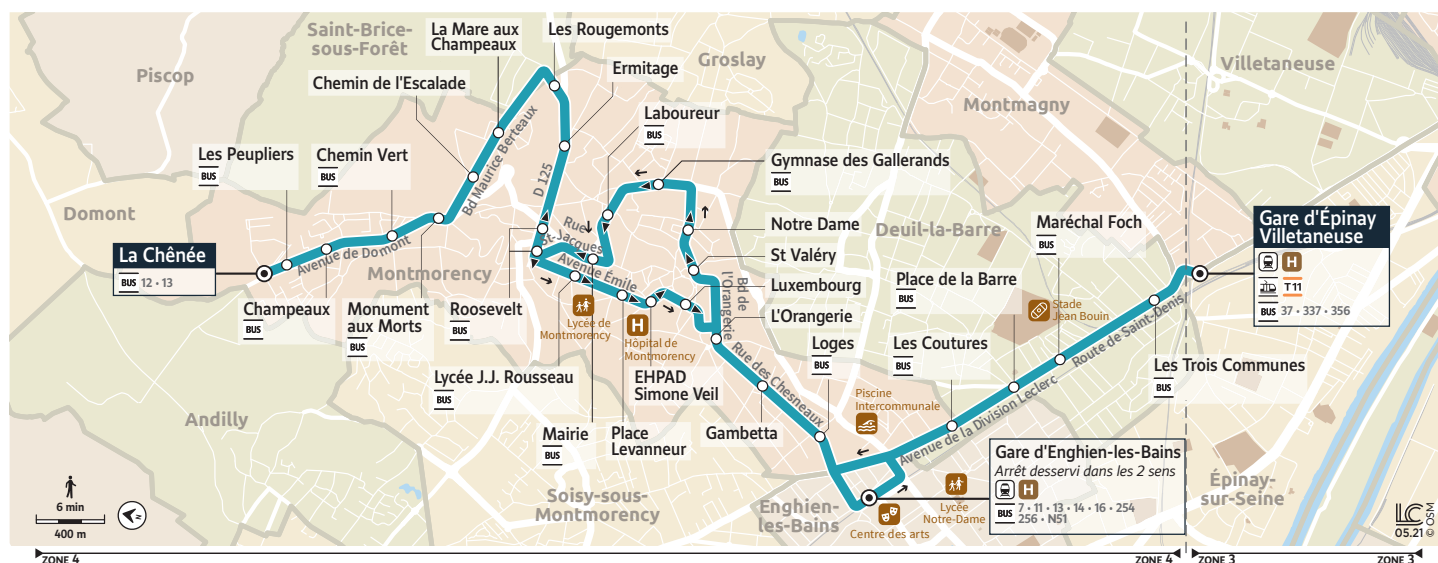 Saint-Brice-
sous-Forêt
La Mare aux
Champeaux
Les Rougemonts
Groslay
Piscop
Chemin de l'Escalade
Ermitage
Villetaneuse
Montmagny
Laboureur
BUS
Les Peupliers
BUS
Chemin Vert
BUS
Bd Maurice Berteaux
D 125
Gymnase des Gallerands
BUS
Domont
Rue
St-Jacques
Notre Dame
Deuil-la-Barre
Maréchal Foch
BUS
Gare d'Épinay
Villetaneuse
H
T11
BUS 37 • 337 • 356
La Chênée
BUS 12 • 13
Avenue de Domont
Montmorency
Avenue Émile
St Valéry
Bd de
l'Orangerie
Place de la Barre
BUS
Luxembourg
Champeaux
BUS
Monument
aux Morts
BUS
Roosevelt
BUS
Lycée de
Montmorency
H
Hôpital de
Montmorency
L'Orangerie
Stade
Jean Bouin
Route de Saint-Denis
Rue des Chesneaux
Loges
BUS
Les Coutures
BUS
Les Trois Communes
BUS
Lycée J.J. Rousseau
BUS
EHPAD
Simone Veil
Piscine
Intercommunale
Avenue de la Division Leclerc
Andilly
Mairie
BUS
Place
Levanneur
Gambetta
Gare d'Enghien-les-Bains
Arrêt desservi dans les 2 sens
H
BUS 7 • 11 • 13 • 14 • 16 • 254
256 • N51
Soisy-sous-
Montmorency
Enghien
les-Bains
Lycée
Notre-Dame
Centre des arts
Épinay-
sur-Seine
6 min
400 m
N
LC
05.21 © OSM
ZONE 4
ZONE 4
ZONE 3
ZONE 3